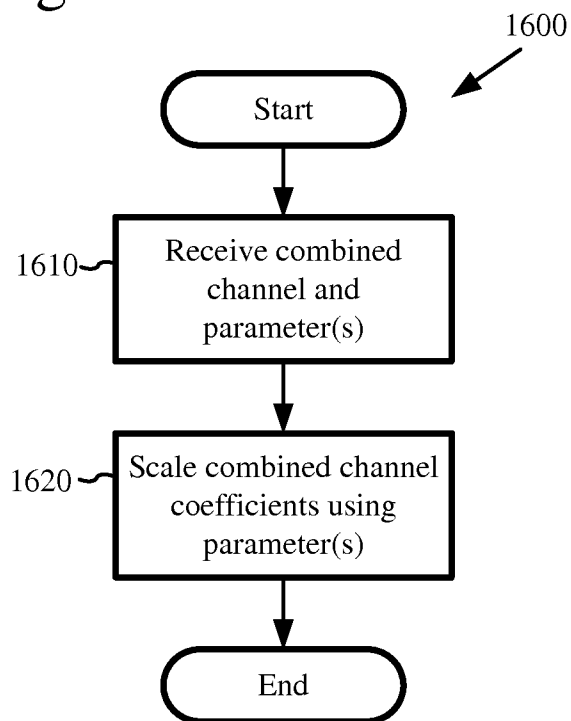 1600
Start
1610
Receive combined
channel and
parameter(s)
1620
Scale combined channel
coefficients using
parameter(s)
End